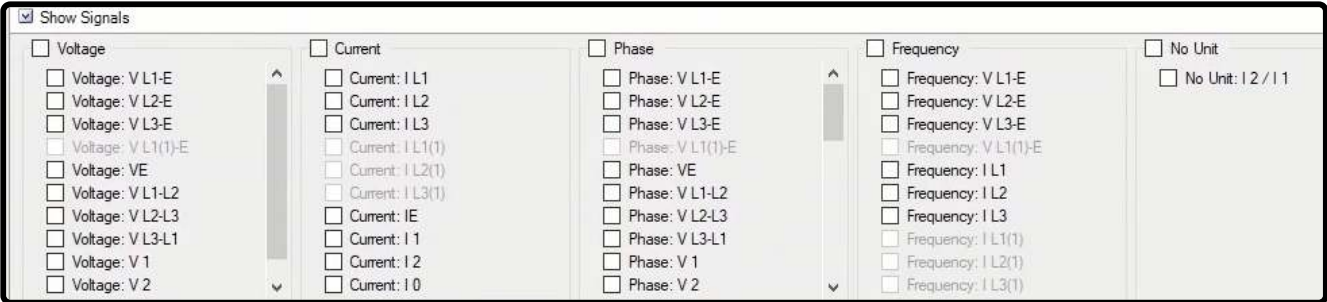 Show Signals
Voltage
Voltage: V L1-E
Voltage: V L2-E
Voltage: V L3-E
Voltage: V L1(1)-E
Voltage: VE
Voltage: V L1-L2
Voltage: V L2-L3
Voltage: V L3-L1
Voltage: V 1
Voltage: V 2
Current
Current: I L1
Current: I L2
Current: I L3
Current: I L1(1)
Current: I L2(1)
Current: I L3(1)
Current: IE
Current: I 1
Current: I 2
Current: I 0
Phase
Phase: V L1-E
Phase: V L2-E
Phase: V L3-E
Phase: V L1(1)-E
Phase: VE
Phase: V L1-L2
Phase: V L2-L3
Phase: V L3-L1
Phase: V 1
Phase: V 2
Frequency
Frequency: V L1-E
Frequency: V L2-E
Frequency: V L3-E
Frequency: V L1(1)-E
Frequency: I L1
Frequency: I L2
Frequency: I L3
Frequency: I L1(1)
Frequency: I L2(1)
Frequency: I L3(1)
No Unit
No Unit: I 2 / I 1